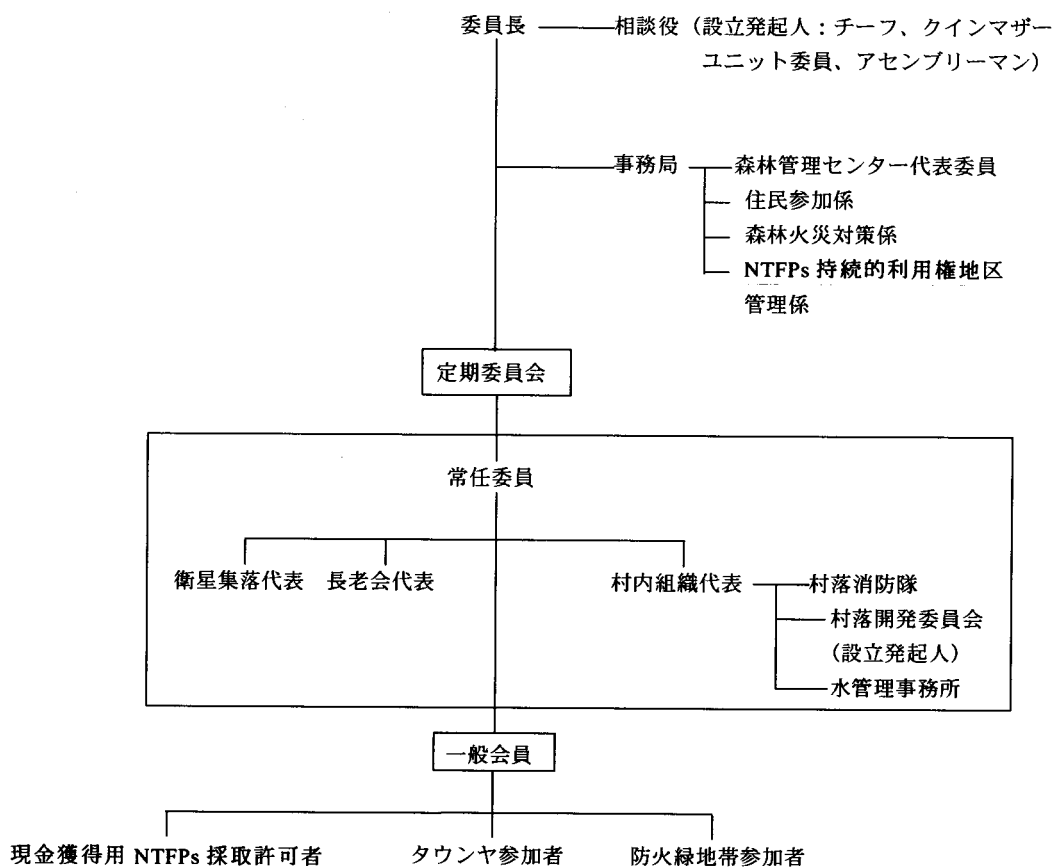 委員長 相談役（設立発起人：チーフ、クインマザー
ユニット委員、アセンブリーマン）
事務局 森林管理センター代表委員
住民参加係
森林火災対策係
NTFPs 持続的利用権地区
管理係
定期委員会
常任委員
衛星集落代表 長老会代表 村内組織代表 村落消防隊
村落開発委員会
（設立発起人）
水管理事務所
一般会員
現金獲得用 NTFPs 採取許可者 タウンヤ参加者 防火緑地帯参加者